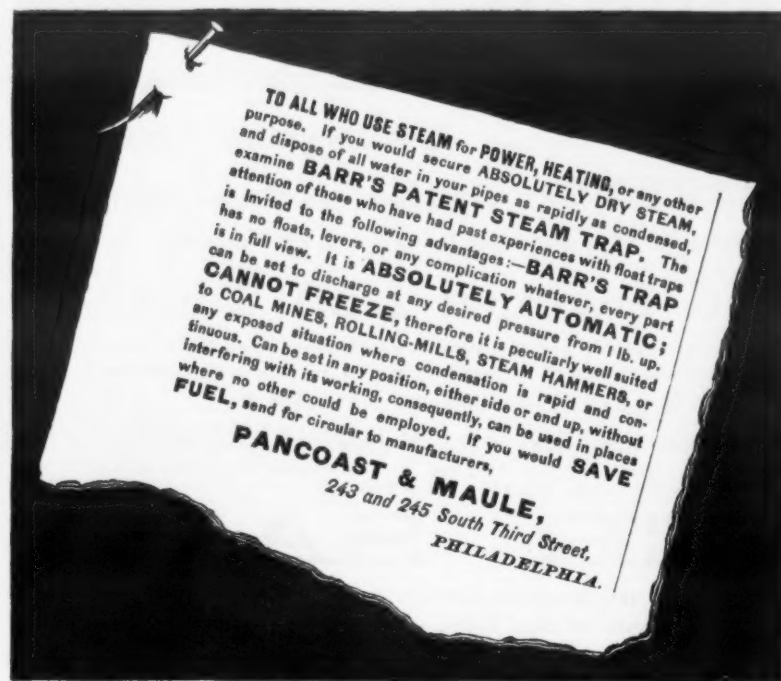 TO ALL WHO USE STEAM for POWER, HEATING, or any other
purpose. If you would secure ABSOLUTELY DRY STEAM,
and dispose of all water in your pipes as rapidly as condensed,
examine BARR'S PATENT STEAM TRAP. The
attention of those who have had past experiences with float traps
is Invited to the following advantages:—BARR'S TRAP
has no floats, levers, or any complication whatever, every part
is in full view. It is ABSOLUTELY AUTOMATIC;
can be set to discharge at any desired pressure from 1 lb. up.
CANNOT FREEZE, therefore it is peculiarly well suited
to COAL MINES, ROLLING-MILLS, STEAM HAMMERS, or
any exposed situation where condensation is rapid and con-
tinuous. Can be set in any position, either side or end up, without
interfering with its working, consequently, can be used in places
where no other could be employed. If you would SAVE
FUEL, send for circular to manufacturers,
PANCOAST & MAULE,
243 and 245 South Third Street,
PHILADELPHIA.